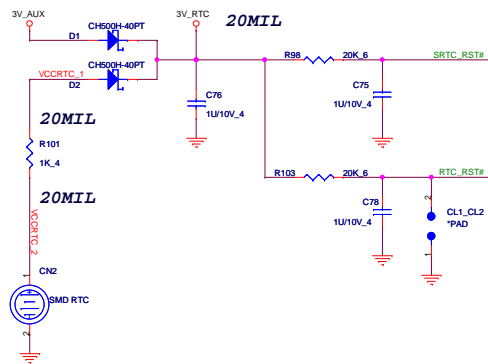 3V_AUX
3V_RTC
20MIL
D1
CH500H-40PT
CH500H-40PT
VCCRTC_1
D2
R98
20K_6
SRTC_RST#
C76
1U/10V_4
C75
1U/10V_4
20MIL
R101
1K_4
R103
20K_6
RTC_RST#
20MIL
VCCRTC_2
C78
1U/10V_4
2
CL1_CL2
*PAD
1
CN2
1
SMD RTC
2